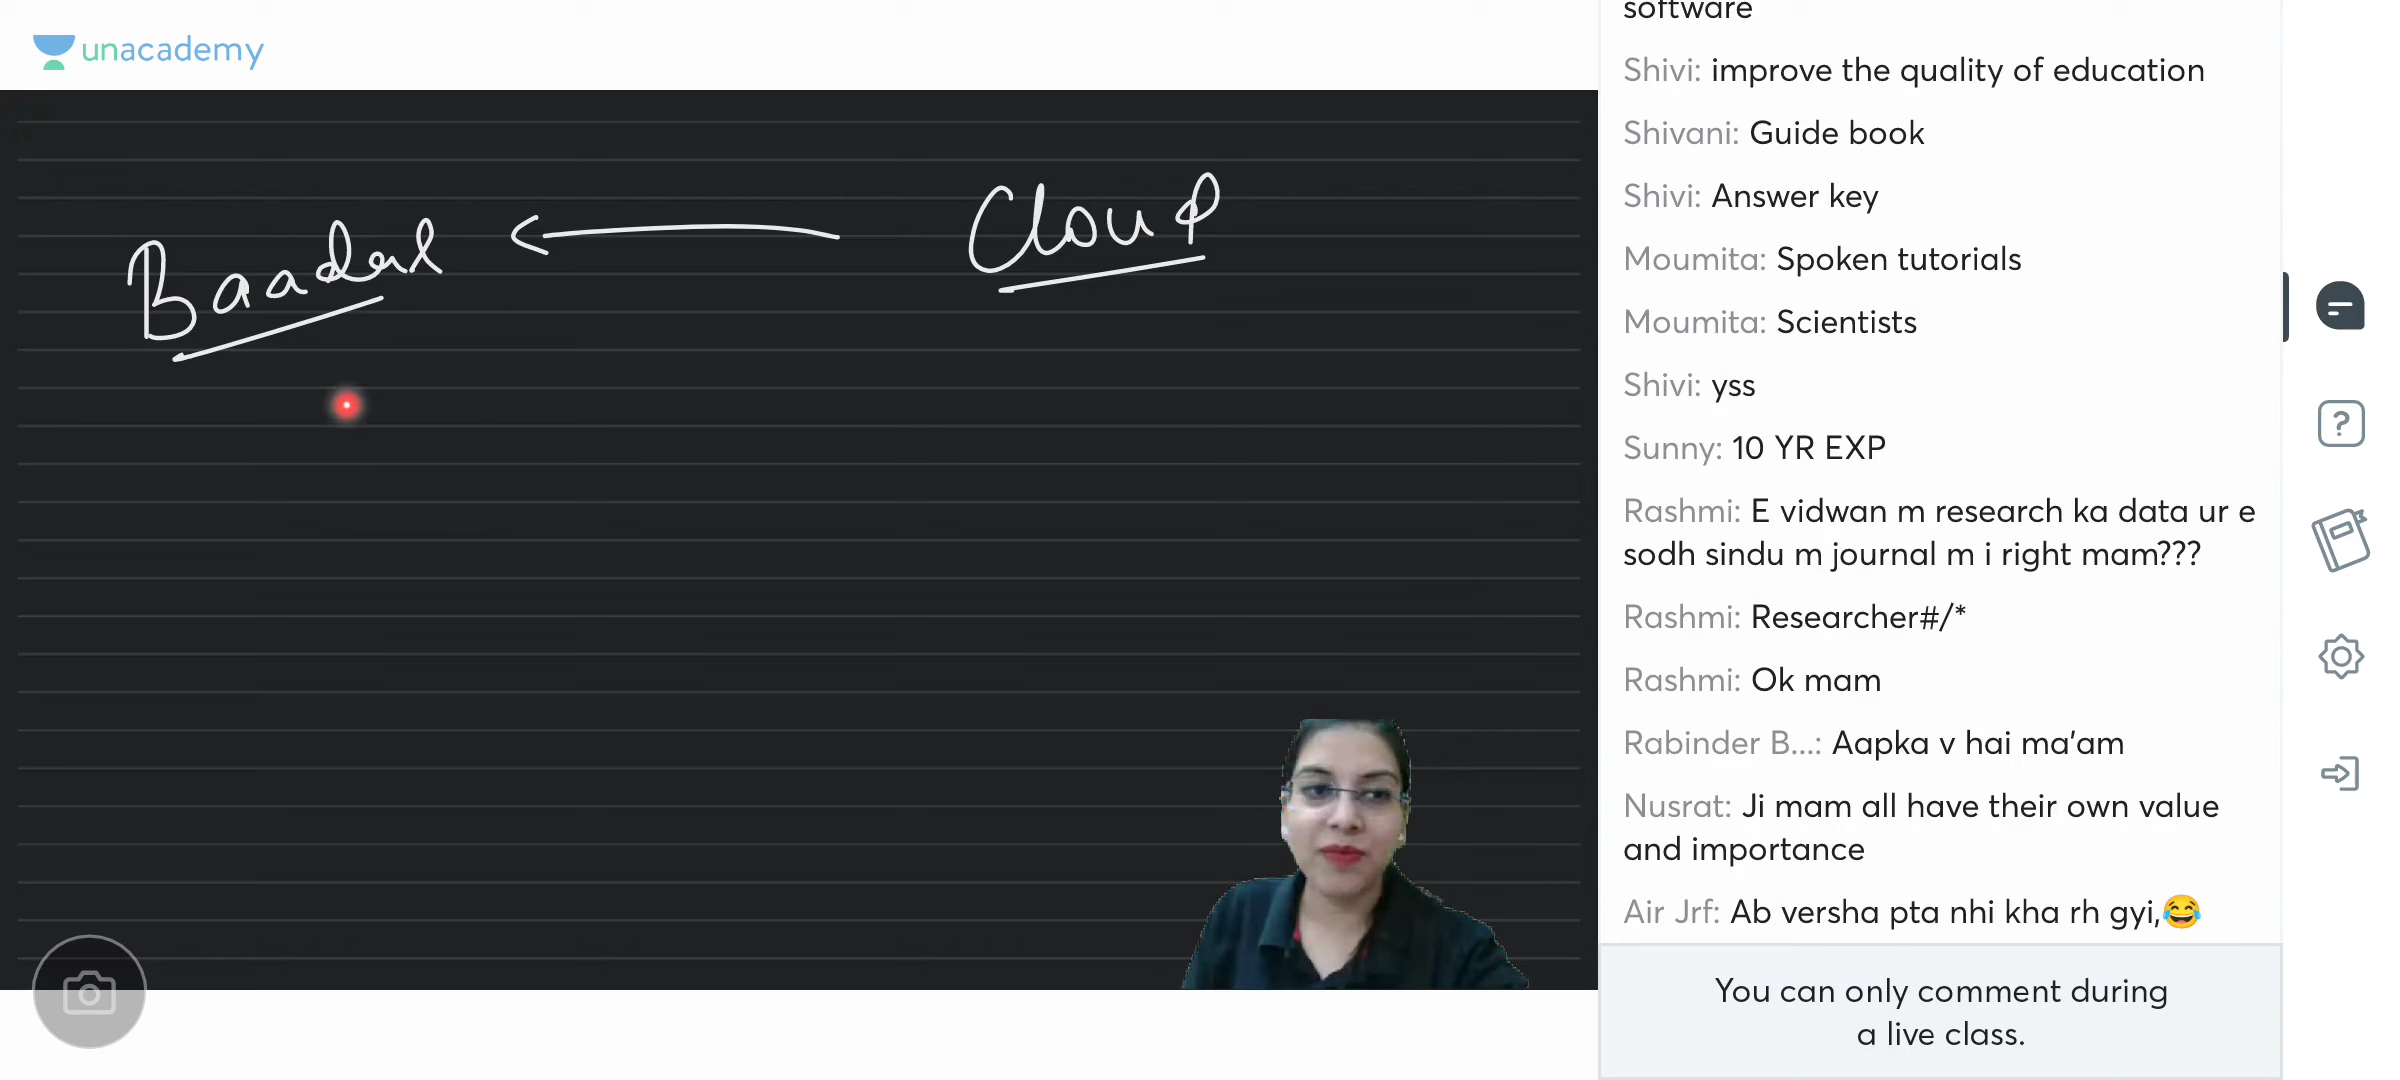 unacademy
Baadal
Cloud
software
Shivi: improve the quality of education
Shivani: Guide book
Shivi: Answer key
Moumita: Spoken tutorials
Moumita: Scientists
Shivi: yss
Sunny: 10 YR EXP
Rashmi: E vidwan m research ka data ur e
sodh sindu m journal m i right mam???
Rashmi: Researcher#/*
Rashmi: Ok mam
Rabinder B...: Aapka v hai ma'am
Nusrat: Ji mam all have their own value
and importance
Air Jrf: Ab versha pta nhi kha rh gyi,😂
You can only comment during
a live class.
?